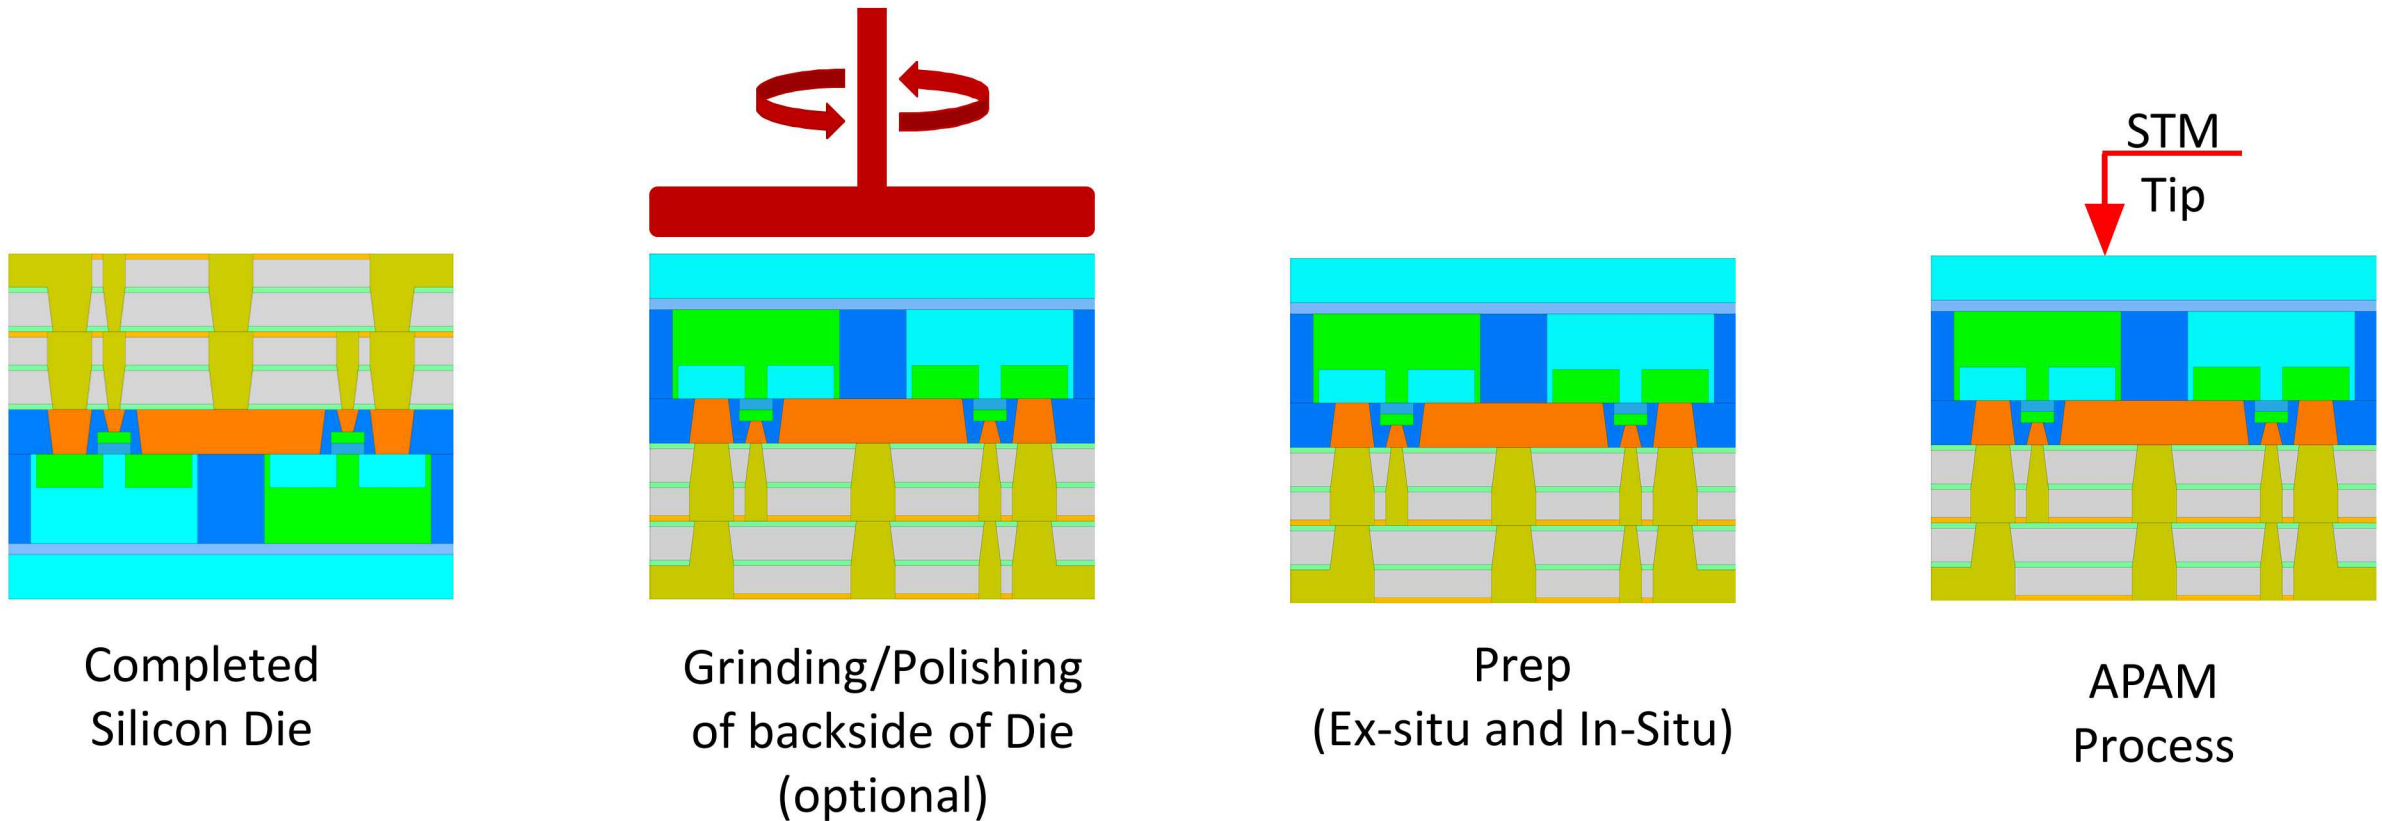 Completed
Silicon Die
Grinding/Polishing
of backside of Die
(optional)
Prep
(Ex-situ and In-Situ)
STM
Tip
APAM
Process